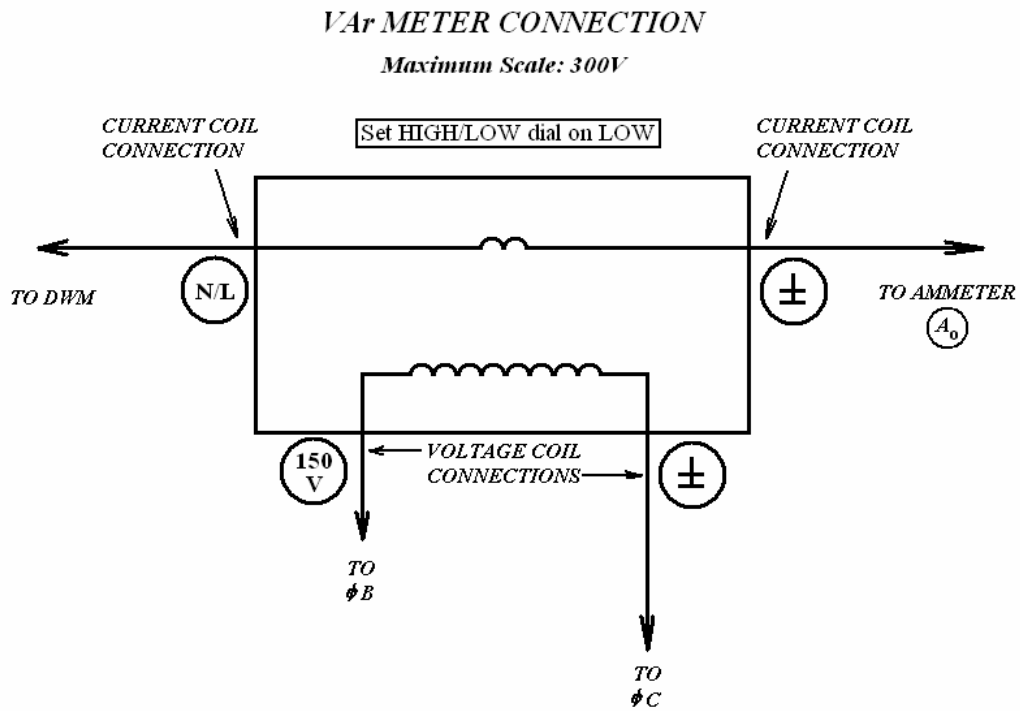 VAr METER CONNECTION
Maximum Scale: 300V
CURRENT COIL
CONNECTION
Set HIGH/LOW dial on LOW
CURRENT COIL
CONNECTION
N/L
±
TO DWM
TO AMMETER
A₀
150
V
VOLTAGE COIL
CONNECTIONS
±
TO
ϕB
TO
ϕC